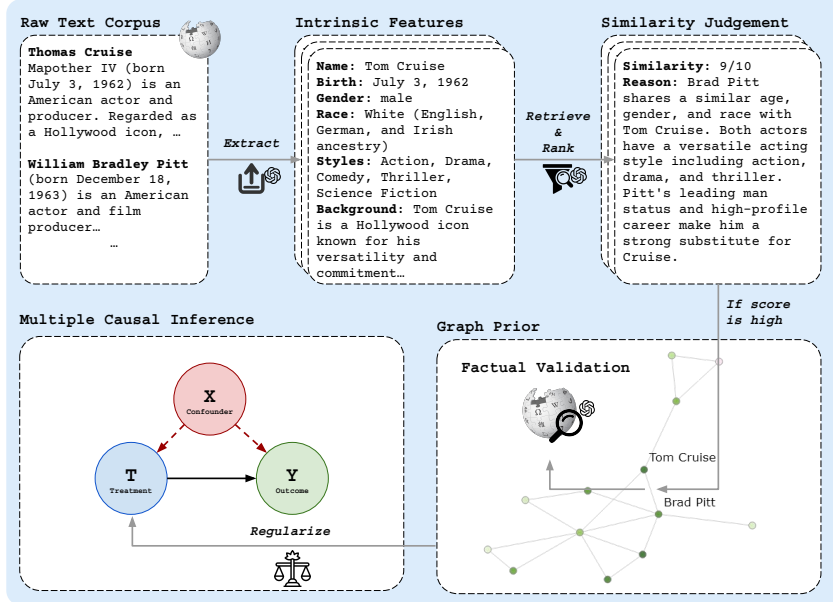 Raw Text Corpus
Thomas Cruise
Mapother IV (born
July 3, 1962) is an
American actor and
producer. Regarded as
a Hollywood icon, …
William Bradley Pitt
(born December 18,
1963) is an American
actor and film
producer…
…
Extract
Intrinsic Features
Name: Tom Cruise
Birth: July 3, 1962
Gender: male
Race: White (English,
German, and Irish
ancestry)
Styles: Action, Drama,
Comedy, Thriller,
Science Fiction
Background: Tom Cruise
is a Hollywood icon
known for his
versatility and
commitment…
Retrieve
&
Rank
Similarity Judgement
Similarity: 9/10
Reason: Brad Pitt
shares a similar age,
gender, and race with
Tom Cruise. Both actors
have a versatile acting
style including action,
drama, and thriller.
Pitt's leading man
status and high-profile
career make him a
strong substitute for
Cruise.
If score
is high
Multiple Causal Inference
X
Confounder
T
Treatment
Y
Outcome
Regularize
Graph Prior
Factual Validation
Tom Cruise
Brad Pitt